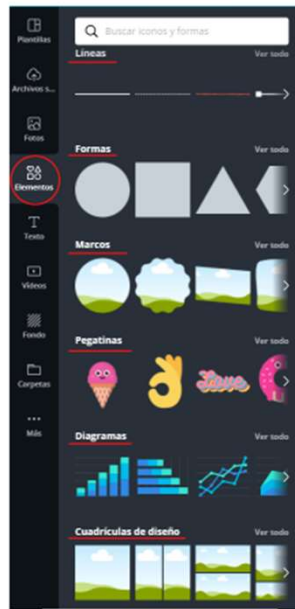 Plantillas
Archivos s...
Fotos
Elementos
Texto
Vídeos
Fondo
Carpetas
Más
Buscar iconos y formas
Líneas Ver todo
Formas Ver todo
Marcos Ver todo
Pegatinas Ver todo
Love
Diagramas Ver todo
Cuadrículas de diseño Ver todo